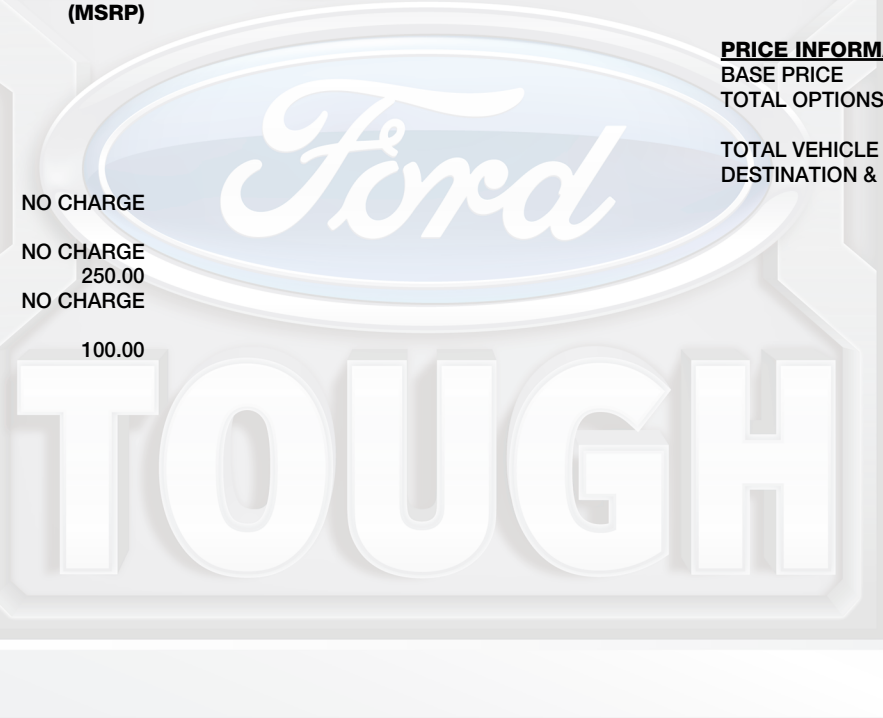 (MSRP)
NO CHARGE
NO CHARGE
250.00
NO CHARGE
100.00
PRICE INFORMA
BASE PRICE
TOTAL OPTIONS
TOTAL VEHICLE
DESTINATION &
Ford
TOUGH